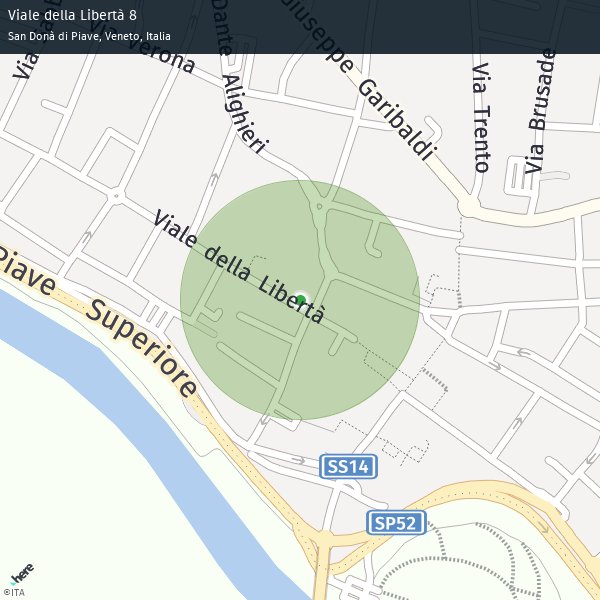 Viale della Libertà 8
San Donà di Piave, Veneto, Italia
Via Verona
Dante Alighieri
Giuseppe Garibaldi
Via Trento
Via Brusade
Viale della Libertà
Piave Superiore
SS14
SP52
here
©ITA